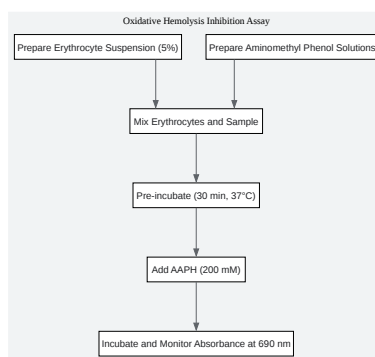 Oxidative Hemolysis Inhibition Assay
Prepare Erythrocyte Suspension (5%)
Prepare Aminomethyl Phenol Solutions
Mix Erythrocytes and Sample
Pre-incubate (30 min, 37°C)
Add AAPH (200 mM)
Incubate and Monitor Absorbance at 690 nm